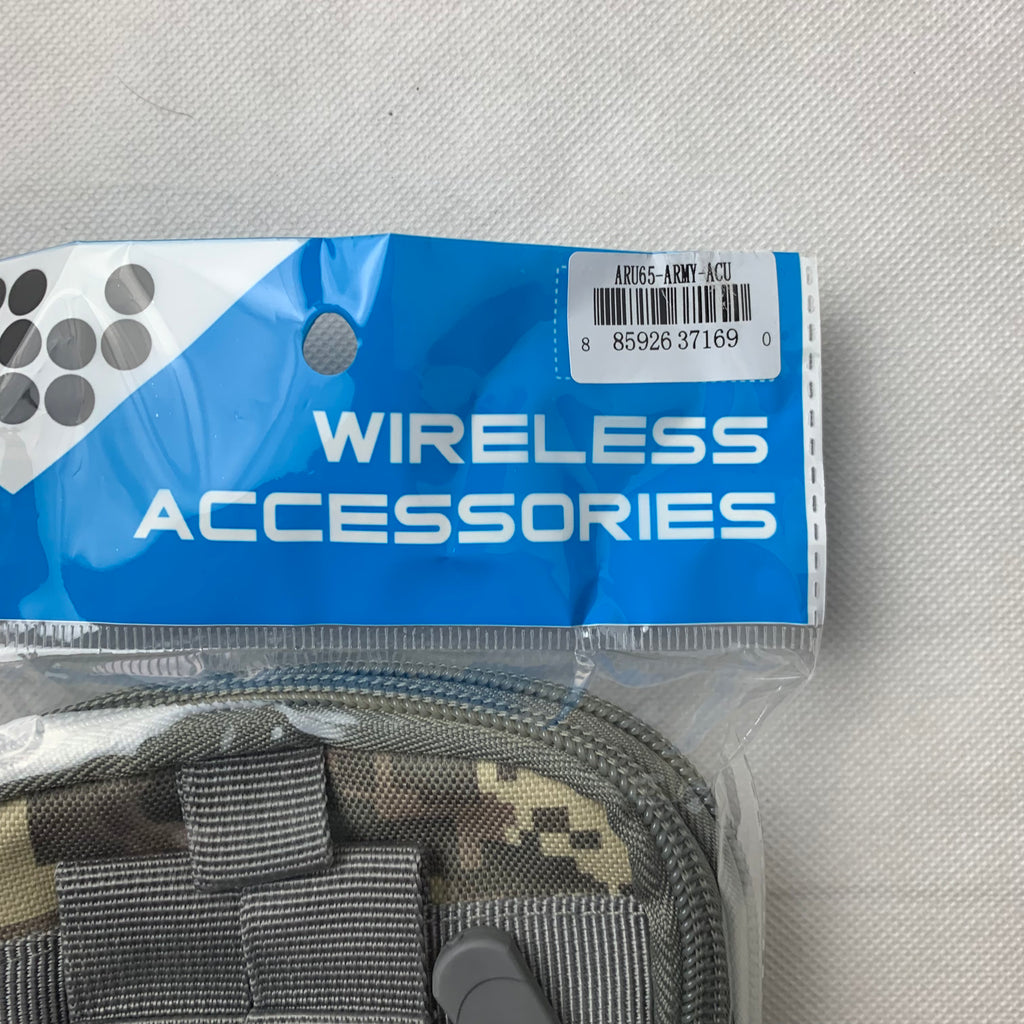 ARU65-ARMY-ACU
8 85926 37169 0
WIRELESS
ACCESSORIES